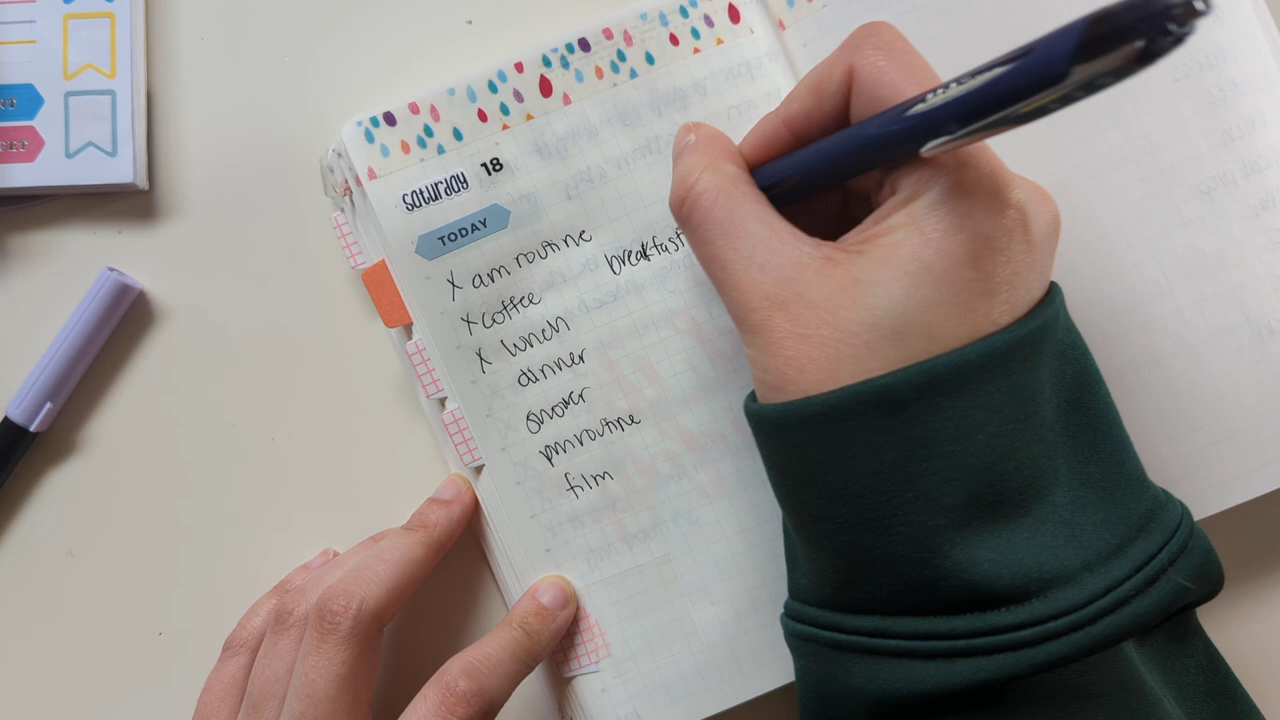 saturday 18
TODAY
x am routine
breakfast
x coffee
x lunch
dinner
shower
pm routine
film